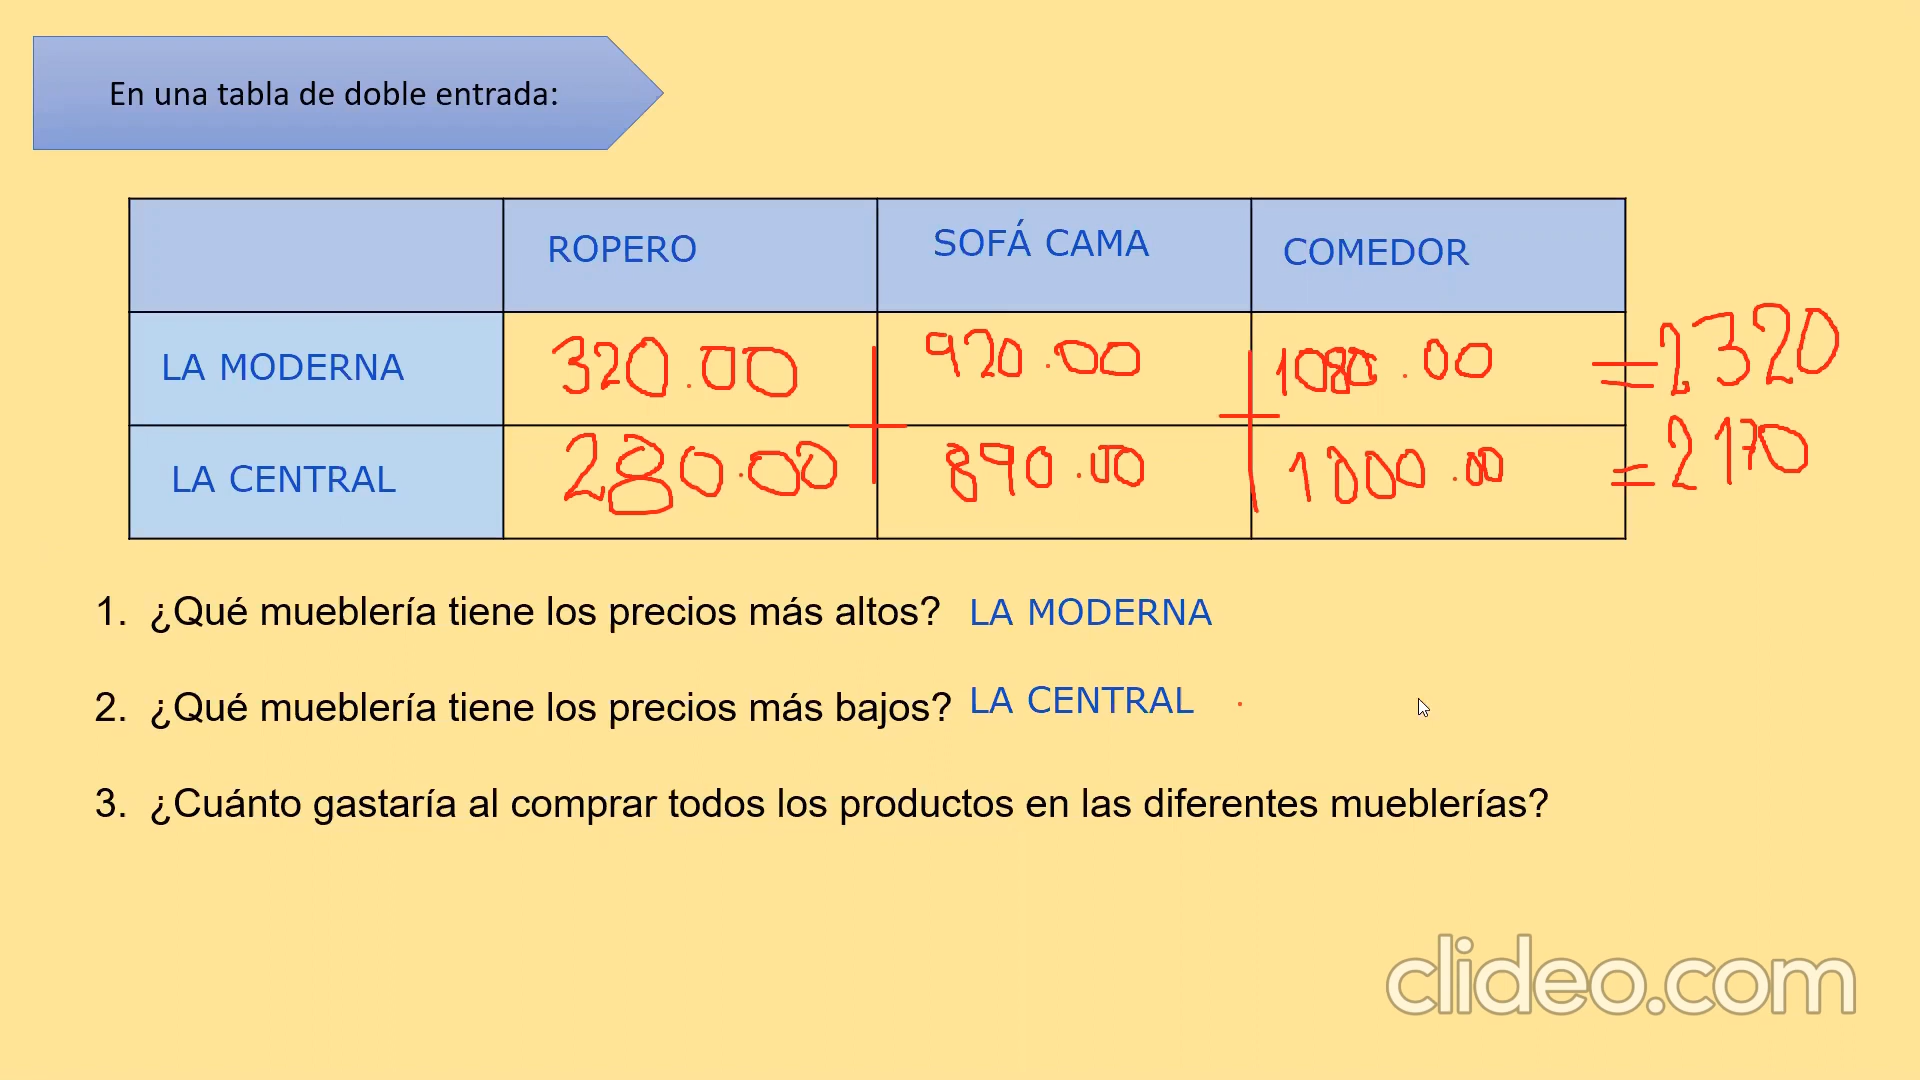 En una tabla de doble entrada:
ROPERO SOFÁ CAMA COMEDOR
LA MODERNA 320.00 + 920.00 + 1080.00 = 2320
LA CENTRAL 280.00 890.00 1000.00 = 2170
1. ¿Qué mueblería tiene los precios más altos? LA MODERNA
2. ¿Qué mueblería tiene los precios más bajos? LA CENTRAL
3. ¿Cuánto gastaría al comprar todos los productos en las diferentes mueblerías?
clideo.com